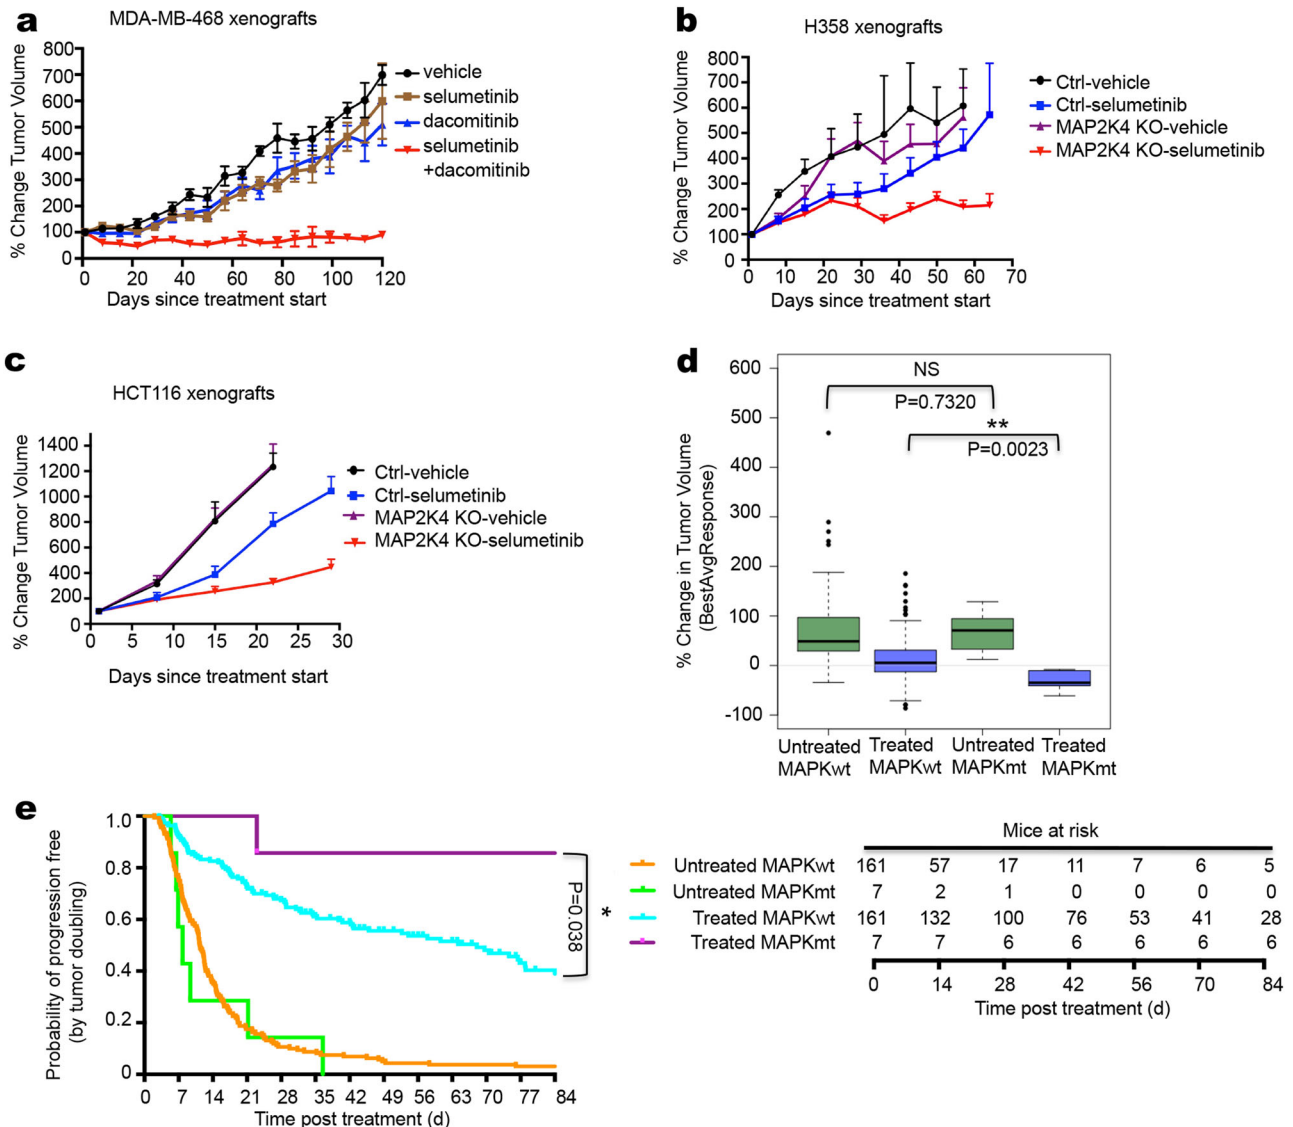 a
MDA-MB-468 xenografts
% Change Tumor Volume
800
700
600
500
400
300
200
100
0
0 20 40 60 80 100 120
Days since treatment start
vehicle
selumetinib
dacomitinib
selumetinib
+dacomitinib
b
H358 xenografts
% Change Tumor Volume
800
700
600
500
400
300
200
100
0
0 10 20 30 40 50 60 70
Days since treatment start
Ctrl-vehicle
Ctrl-selumetinib
MAP2K4 KO-vehicle
MAP2K4 KO-selumetinib
c
HCT116 xenografts
% Change Tumor Volume
1400
1200
1000
800
600
400
200
0
0 5 10 15 20 25 30
Days since treatment start
Ctrl-vehicle
Ctrl-selumetinib
MAP2K4 KO-vehicle
MAP2K4 KO-selumetinib
d
% Change in Tumor Volume
(BestAvgResponse)
600
500
400
300
200
100
0
-100
NS
P=0.7320
**
P=0.0023
Untreated Treated Untreated Treated
MAPKwt MAPKwt MAPKmt MAPKmt
e
Probability of progression free
(by tumor doubling)
1.0
0.8
0.6
0.4
0.2
0
0 7 14 21 28 35 42 49 56 63 70 77 84
Time post treatment (d)
P=0.038
*
Mice at risk
Untreated MAPKwt 161 57 17 11 7 6 5
Untreated MAPKmt 7 2 1 0 0 0 0
Treated MAPKwt 161 132 100 76 53 41 28
Treated MAPKmt 7 7 6 6 6 6 6
0 14 28 42 56 70 84
Time post treatment (d)